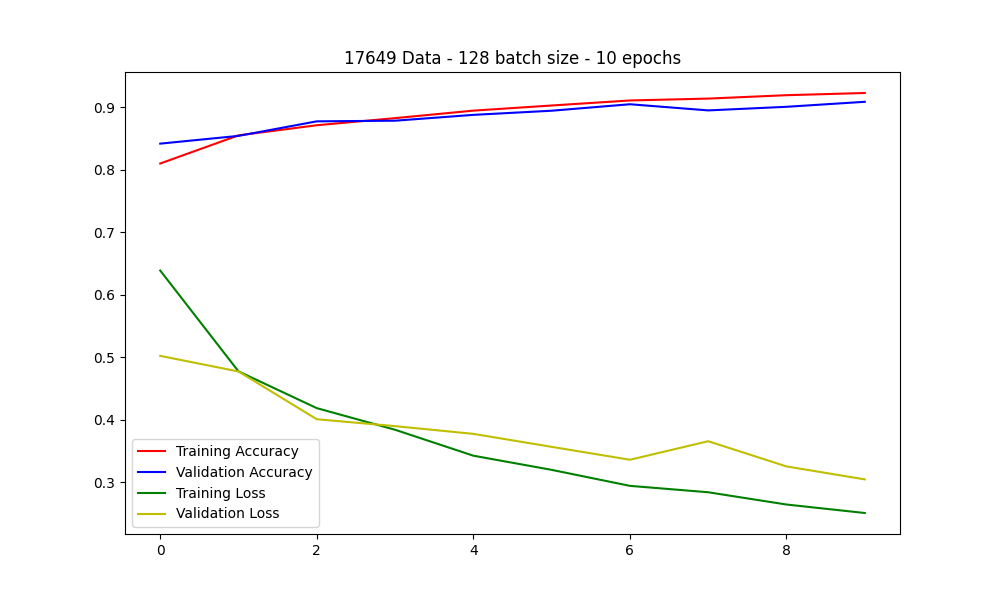 17649 Data - 128 batch size - 10 epochs
0.9
0.8
0.7
0.6
0.5
0.4
0.3
Training Accuracy
Validation Accuracy
Training Loss
Validation Loss
0 2 4 6 8